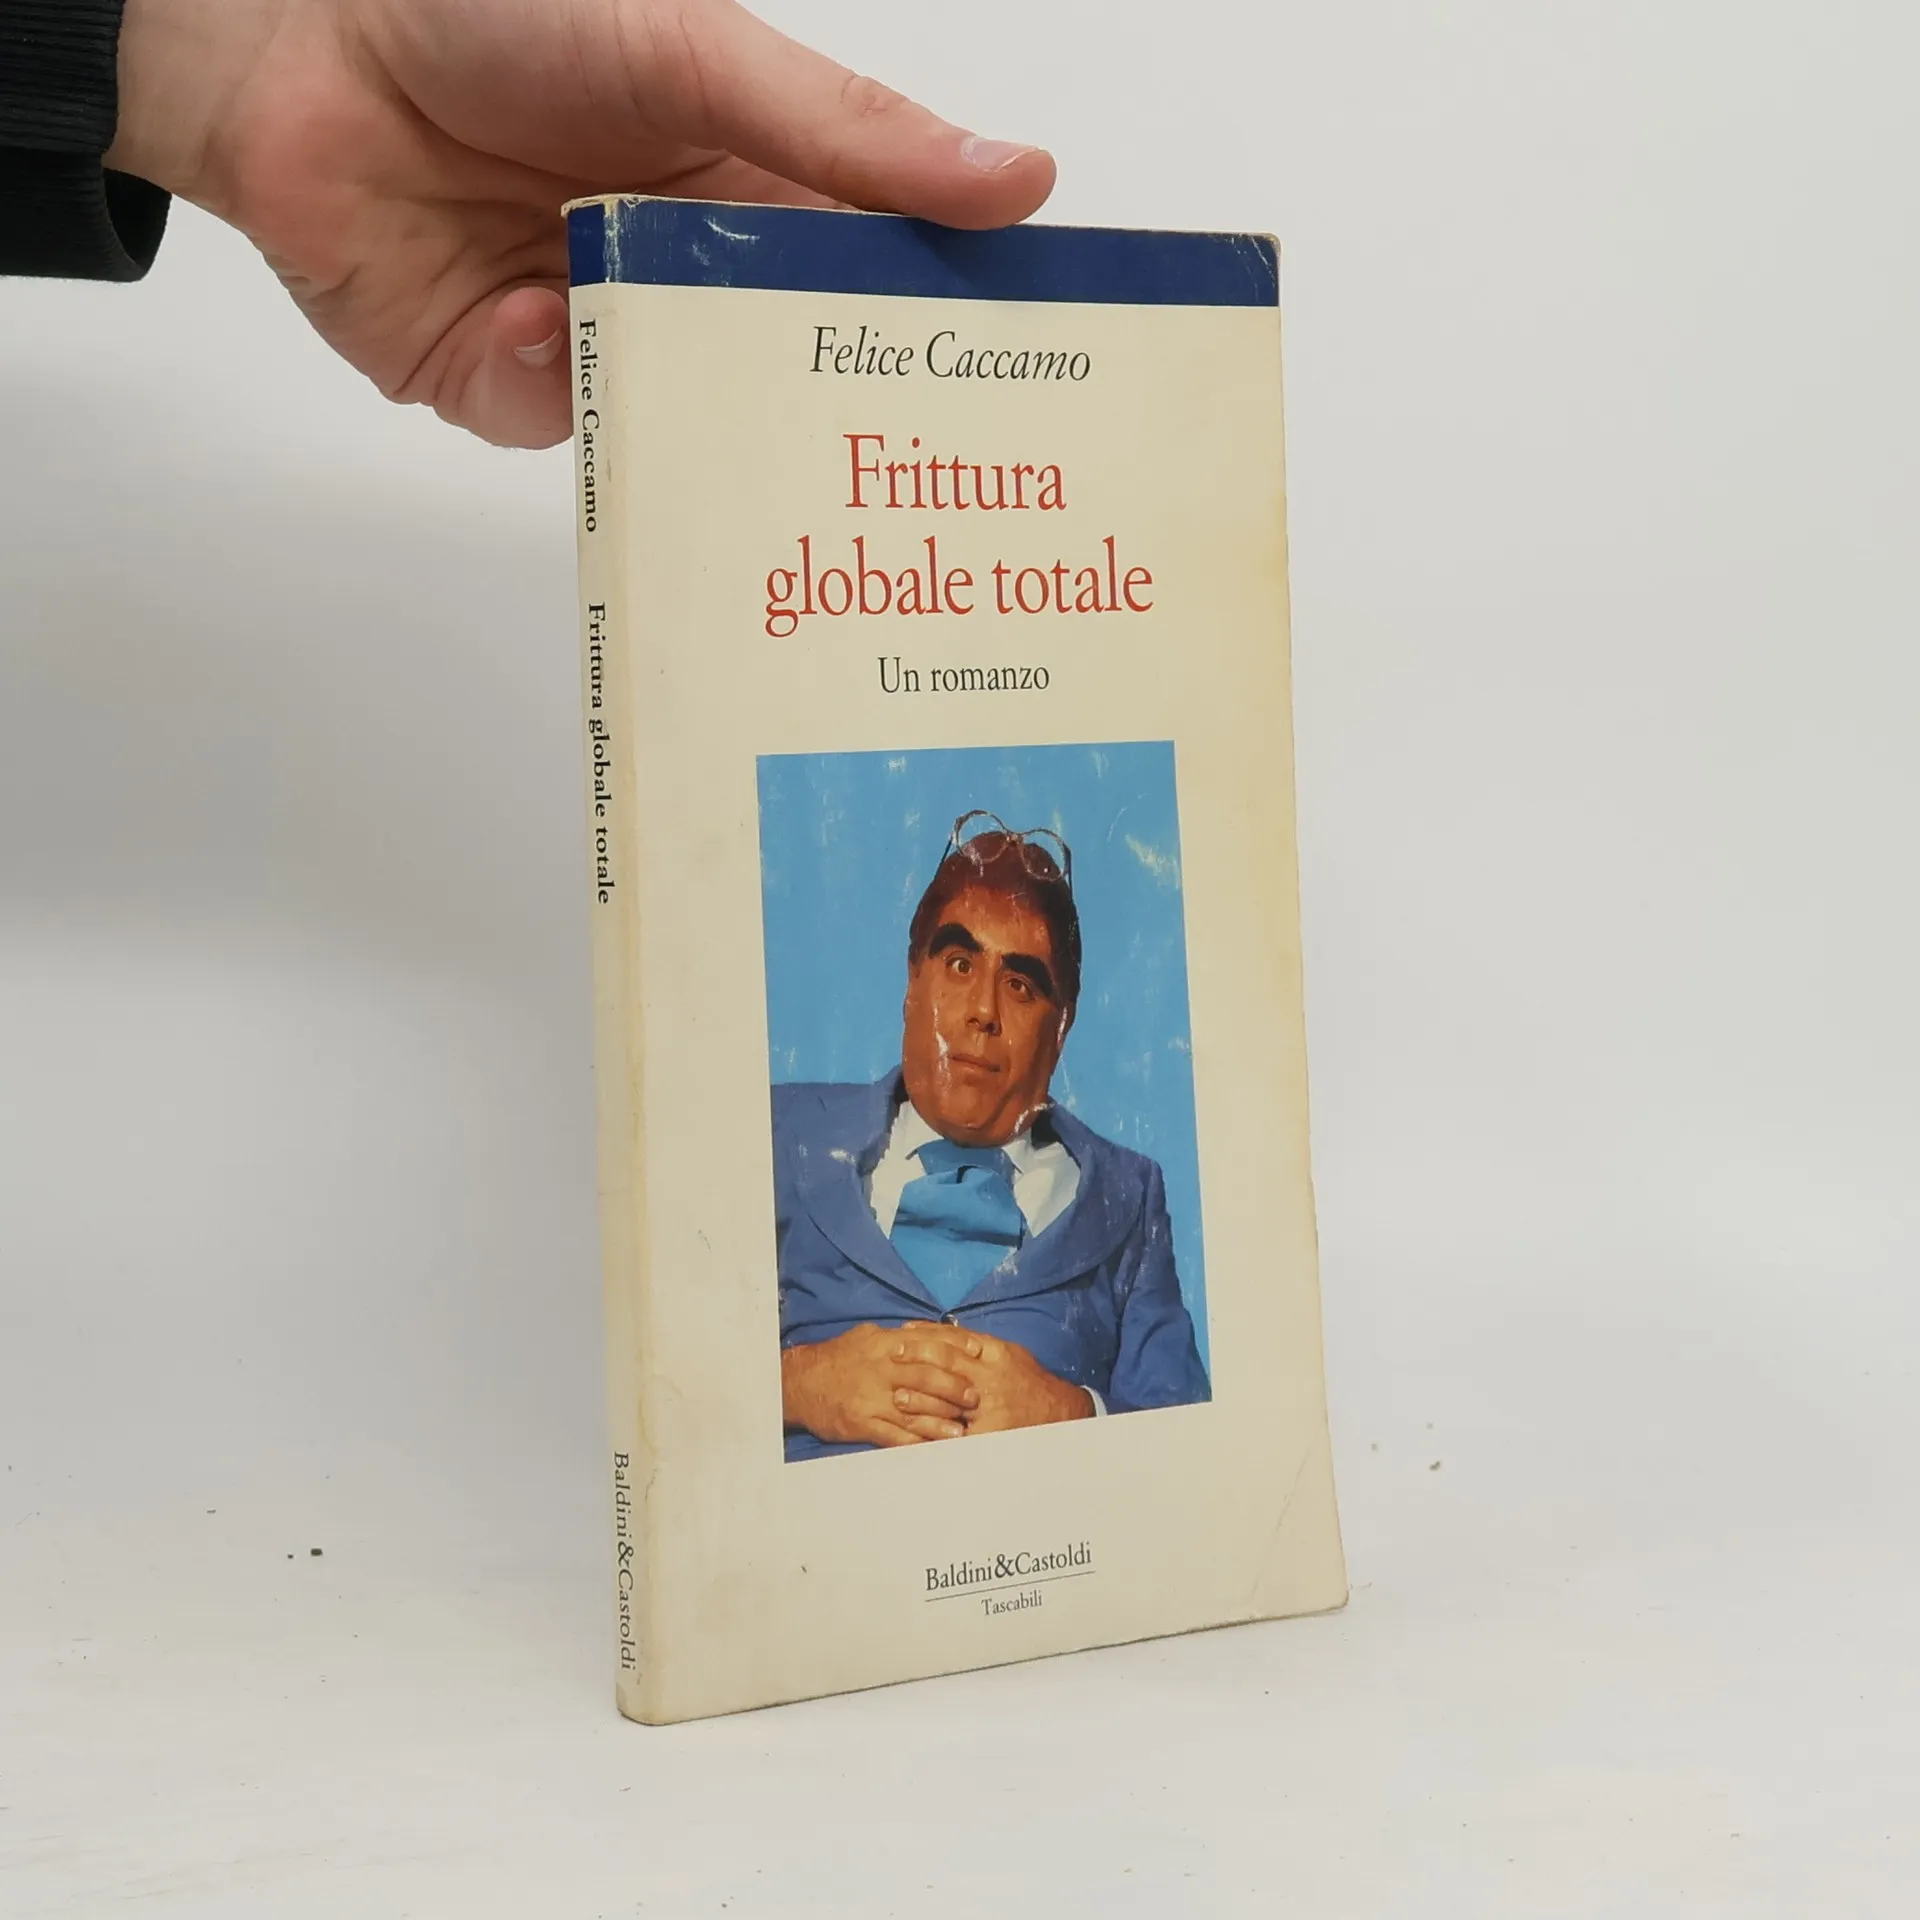 Felice Caccamo
Frittura
globale totale
Un romanzo
Baldini&Castoldi
Tascabili
Felice Caccamo Frittura globale totale Baldini&Castoldi